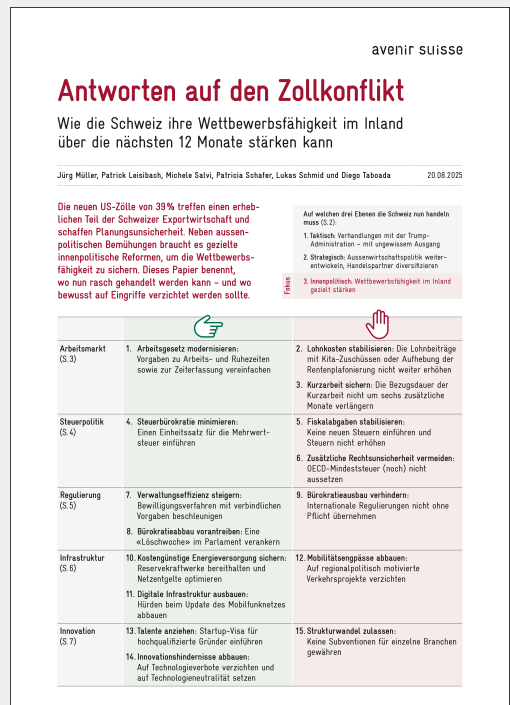 avenir suisse
Antworten auf den Zollkonflikt
Wie die Schweiz ihre Wettbewerbsfähigkeit im Inland
über die nächsten 12 Monate stärken kann
Jürg Müller, Patrick Leisibach, Michele Salvi, Patricia Schafer, Lukas Schmid und Diego Taboada
20.08.2025
Die neuen US-Zölle von 39 % treffen einen erheb-
lichen Teil der Schweizer Exportwirtschaft und
schaffen Planungsunsicherheit. Neben aussen-
politischen Bemühungen braucht es gezielte
innenpolitische Reformen, um die Wettbewerbs-
fähigkeit zu sichern. Dieses Papier benennt,
wo nun rasch gehandelt werden kann – und wo
bewusst auf Eingriffe verzichtet werden sollte.
Auf welchen drei Ebenen die Schweiz nun handeln
muss (S.2):
1. Taktisch: Verhandlungen mit der Trump-
Administration – mit ungewissem Ausgang
2. Strategisch: Aussenwirtschaftspolitik weiter-
entwickeln, Handelspartner diversifizieren
Fokus
3. Innenpolitisch: Wettbewerbsfähigkeit im Inland
gezielt stärken
Arbeitsmarkt
(S.3)
1. Arbeitsgesetz modernisieren:
Vorgaben zu Arbeits- und Ruhezeiten
sowie zur Zeiterfassung vereinfachen
2. Lohnkosten stabilisieren: Die Lohnbeiträge
mit Kita-Zuschüssen oder Aufhebung der
Rentenplafonierung nicht weiter erhöhen
3. Kurzarbeit sichern: Die Bezugsdauer der
Kurzarbeit nicht um sechs zusätzliche
Monate verlängern
Steuerpolitik
(S.4)
4. Steuerbürokratie minimieren:
Einen Einheitssatz für die Mehrwert-
steuer einführen
5. Fiskalabgaben stabilisieren:
Keine neuen Steuern einführen und
Steuern nicht erhöhen
6. Zusätzliche Rechtsunsicherheit vermeiden:
OECD-Mindeststeuer (noch) nicht
aussetzen
Regulierung
(S.5)
7. Verwaltungseffizienz steigern:
Bewilligungsverfahren mit verbindlichen
Vorgaben beschleunigen
8. Bürokratieabbau vorantreiben: Eine
«Löschwoche» im Parlament verankern
9. Bürokratieausbau verhindern:
Internationale Regulierungen nicht ohne
Pflicht übernehmen
Infrastruktur
(S.6)
10. Kostengünstige Energieversorgung sichern:
Reservekraftwerke bereithalten und
Netzentgelte optimieren
11. Digitale Infrastruktur ausbauen:
Hürden beim Update des Mobilfunknetzes
abbauen
12. Mobilitätsengpässe abbauen:
Auf regionalpolitisch motivierte
Verkehrsprojekte verzichten
Innovation
(S.7)
13. Talente anziehen: Startup-Visa für
hochqualifizierte Gründer einführen
14. Innovationshindernisse abbauen:
Auf Technologieverbote verzichten und
auf Technologieneutralität setzen
15. Strukturwandel zulassen:
Keine Subventionen für einzelne Branchen
gewähren